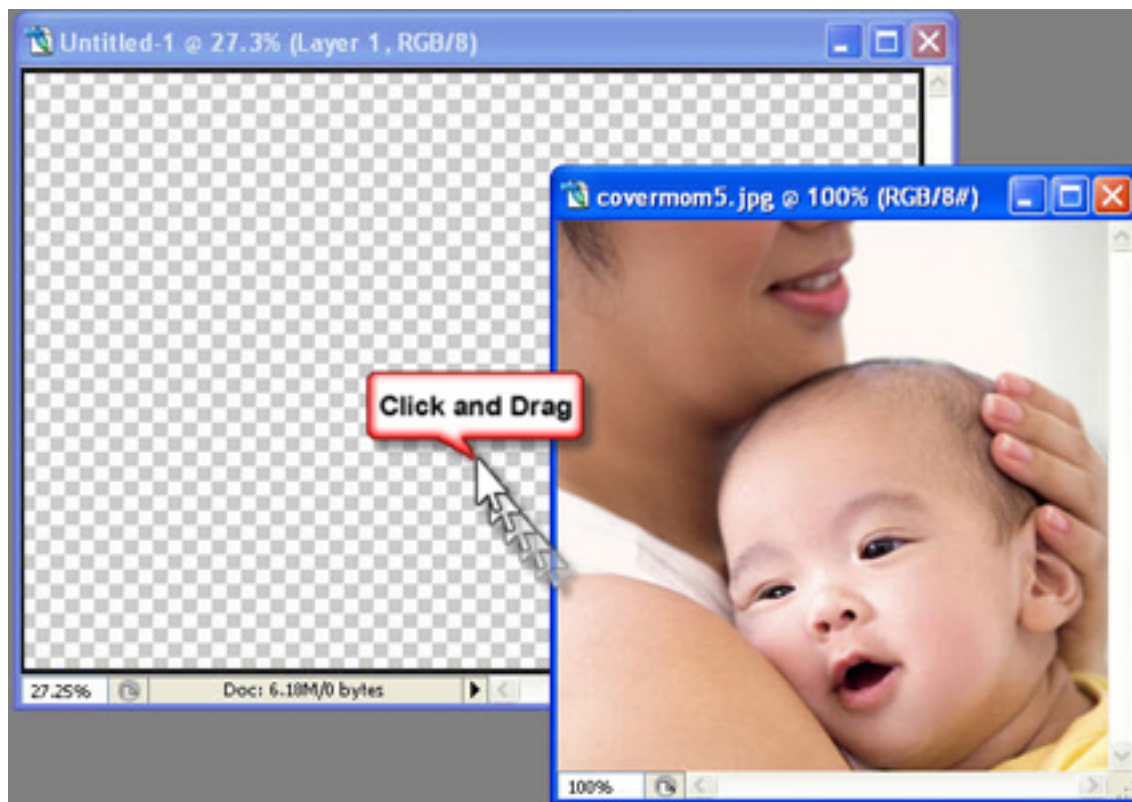 Untitled-1 @ 27.3% (Layer 1, RGB/8)
covermom5.jpg @ 100% (RGB/8#)
Click and Drag
27.25%
Doc: 6.18M/0 bytes
100%